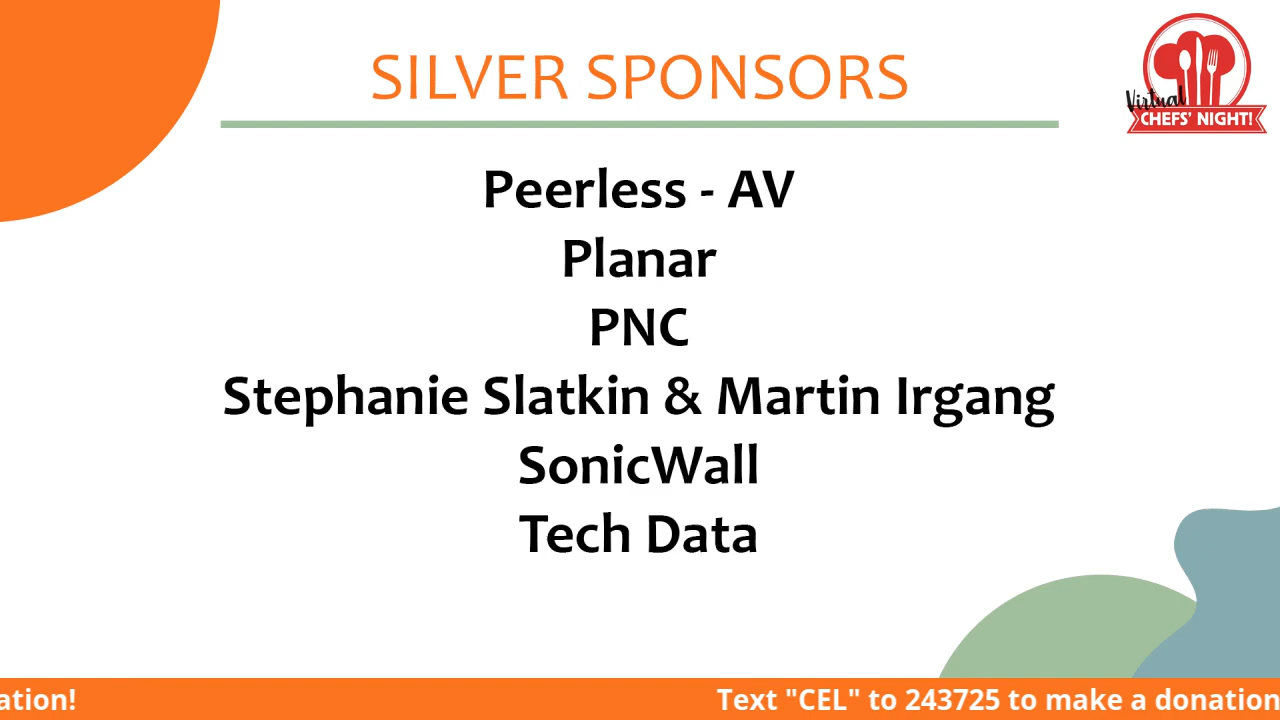 SILVER SPONSORS
Virtual
CHEFS' NIGHT!
Peerless - AV
Planar
PNC
Stephanie Slatkin & Martin Irgang
SonicWall
Tech Data
ation! Text "CEL" to 243725 to make a donation